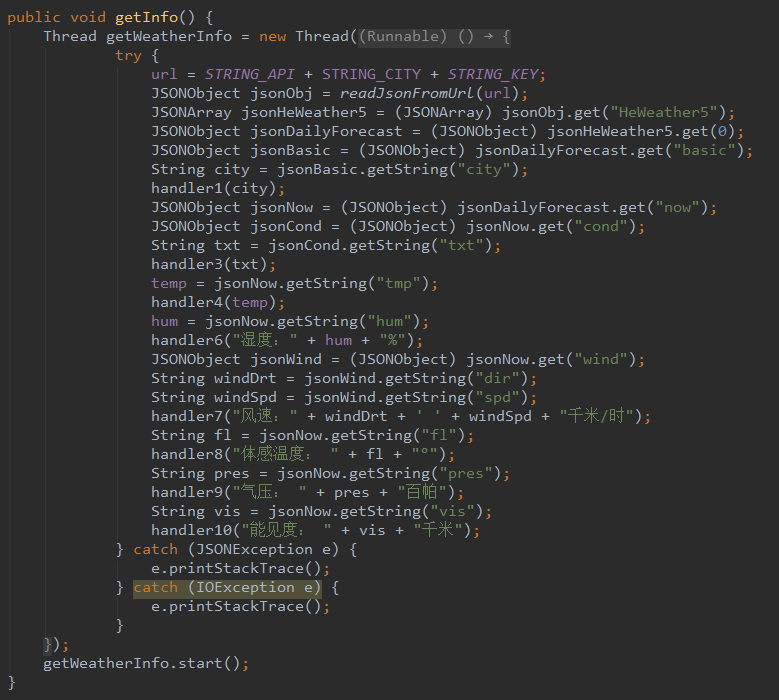 public void getInfo() {
    Thread getWeatherInfo = new Thread((Runnable) () → {
            try {
                url = STRING_API + STRING_CITY + STRING_KEY;
                JSONObject jsonObj = readJsonFromUrl(url);
                JSONArray jsonHeWeather5 = (JSONArray) jsonObj.get("HeWeather5");
                JSONObject jsonDailyForecast = (JSONObject) jsonHeWeather5.get(0);
                JSONObject jsonBasic = (JSONObject) jsonDailyForecast.get("basic");
                String city = jsonBasic.getString("city");
                handler1(city);
                JSONObject jsonNow = (JSONObject) jsonDailyForecast.get("now");
                JSONObject jsonCond = (JSONObject) jsonNow.get("cond");
                String txt = jsonCond.getString("txt");
                handler3(txt);
                temp = jsonNow.getString("tmp");
                handler4(temp);
                hum = jsonNow.getString("hum");
                handler6("湿度：" + hum + "%");
                JSONObject jsonWind = (JSONObject) jsonNow.get("wind");
                String windDrt = jsonWind.getString("dir");
                String windSpd = jsonWind.getString("spd");
                handler7("风速：" + windDrt + ' ' + windSpd + "千米/时");
                String fl = jsonNow.getString("fl");
                handler8("体感温度： " + fl + "°");
                String pres = jsonNow.getString("pres");
                handler9("气压： " + pres + "百帕");
                String vis = jsonNow.getString("vis");
                handler10("能见度： " + vis + "千米");
            } catch (JSONException e) {
                e.printStackTrace();
            } catch (IOException e) {
                e.printStackTrace();
            }
    });
    getWeatherInfo.start();
}